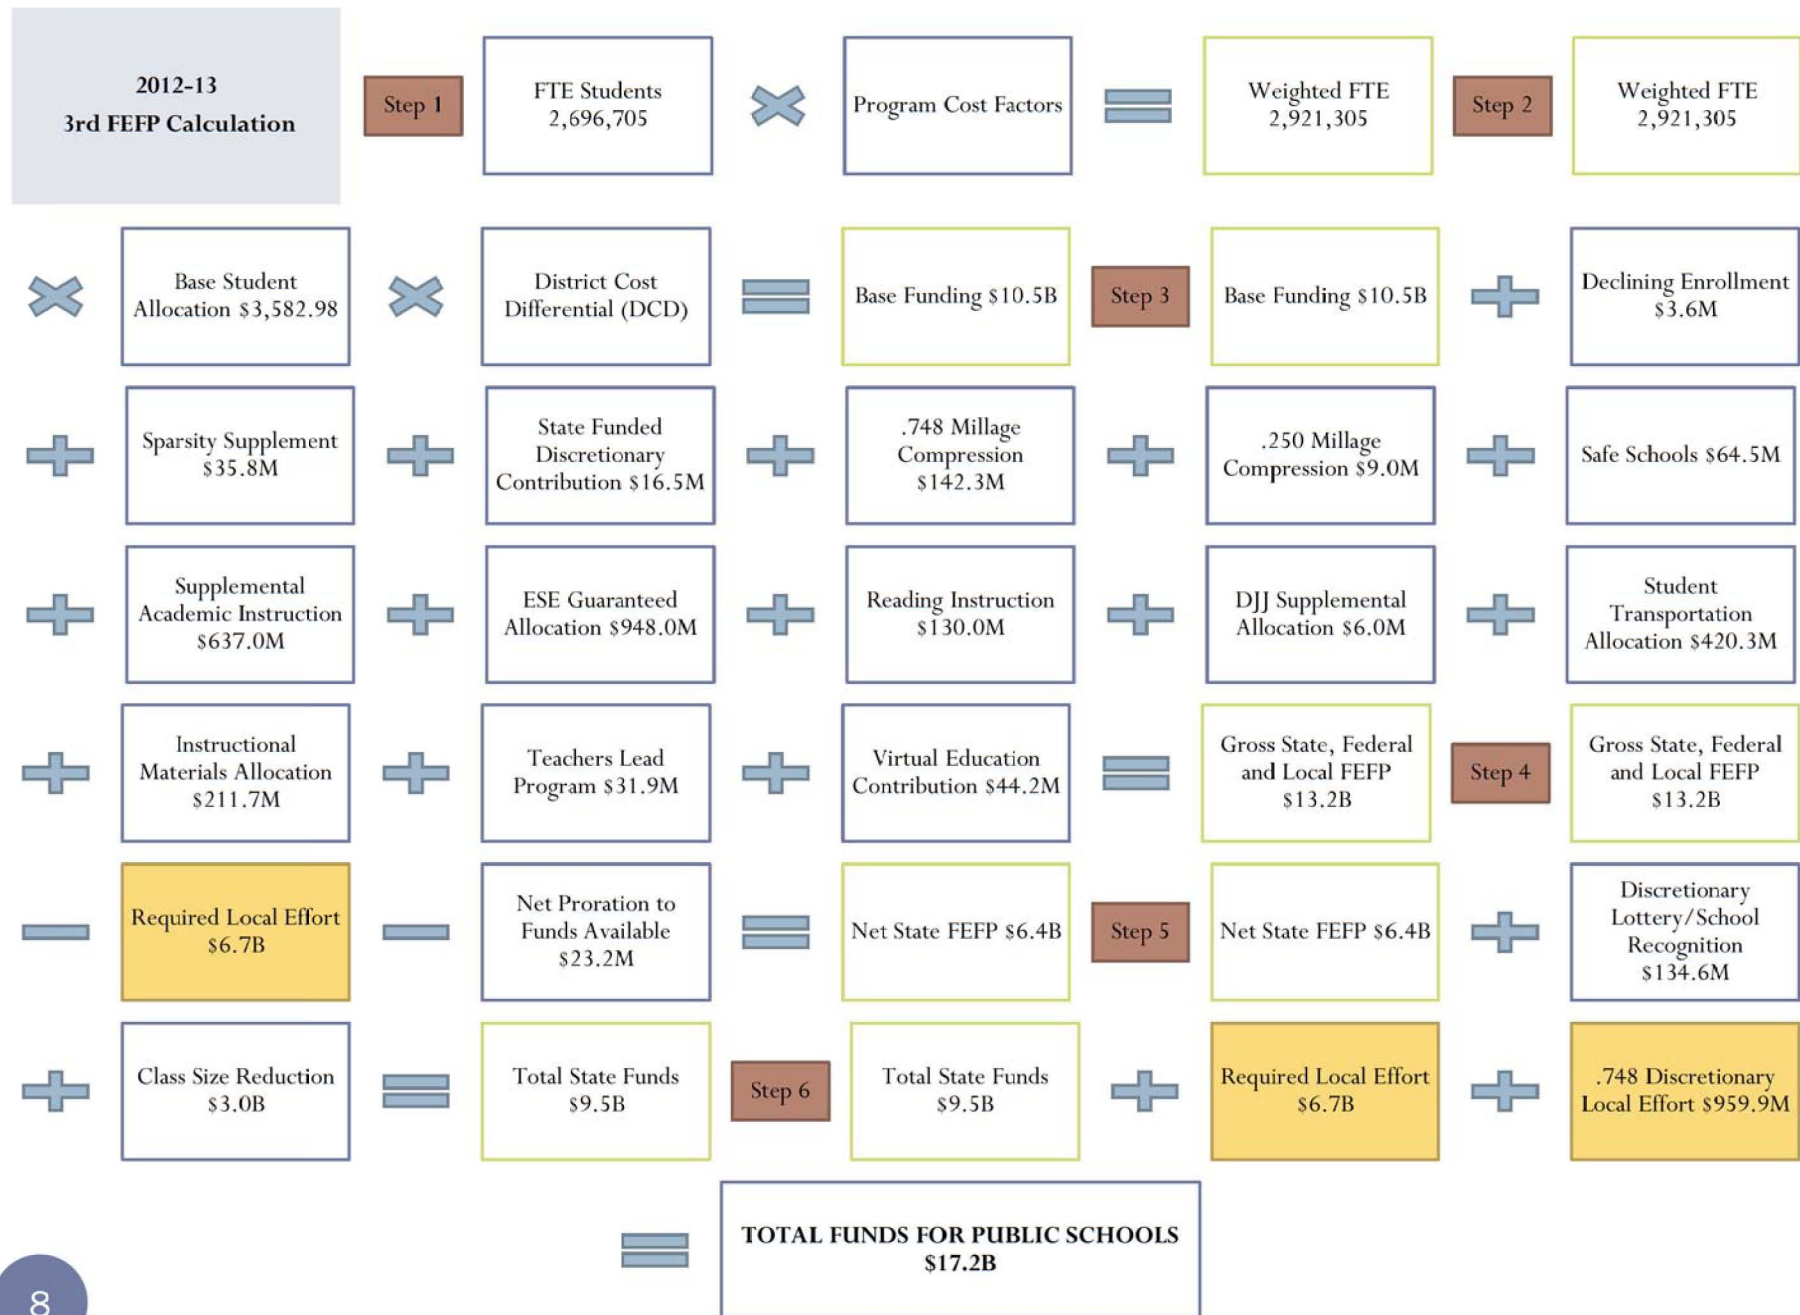 2012-13
3rd FEFP Calculation
Step 1
FTE Students
2,696,705
Program Cost Factors
Weighted FTE
2,921,305
Step 2
Weighted FTE
2,921,305
Base Student
Allocation $3,582.98
District Cost
Differential (DCD)
Base Funding $10.5B
Step 3
Base Funding $10.5B
Declining Enrollment
$3.6M
Sparsity Supplement
$35.8M
State Funded
Discretionary
Contribution $16.5M
.748 Millage
Compression
$142.3M
.250 Millage
Compression $9.0M
Safe Schools $64.5M
Supplemental
Academic Instruction
$637.0M
ESE Guaranteed
Allocation $948.0M
Reading Instruction
$130.0M
DJJ Supplemental
Allocation $6.0M
Student
Transportation
Allocation $420.3M
Instructional
Materials Allocation
$211.7M
Teachers Lead
Program $31.9M
Virtual Education
Contribution $44.2M
Gross State, Federal
and Local FEFP
$13.2B
Step 4
Gross State, Federal
and Local FEFP
$13.2B
Required Local Effort
$6.7B
Net Proration to
Funds Available
$23.2M
Net State FEFP $6.4B
Step 5
Net State FEFP $6.4B
Discretionary
Lottery/School
Recognition
$134.6M
Class Size Reduction
$3.0B
Total State Funds
$9.5B
Step 6
Total State Funds
$9.5B
Required Local Effort
$6.7B
.748 Discretionary
Local Effort $959.9M
TOTAL FUNDS FOR PUBLIC SCHOOLS
$17.2B
8